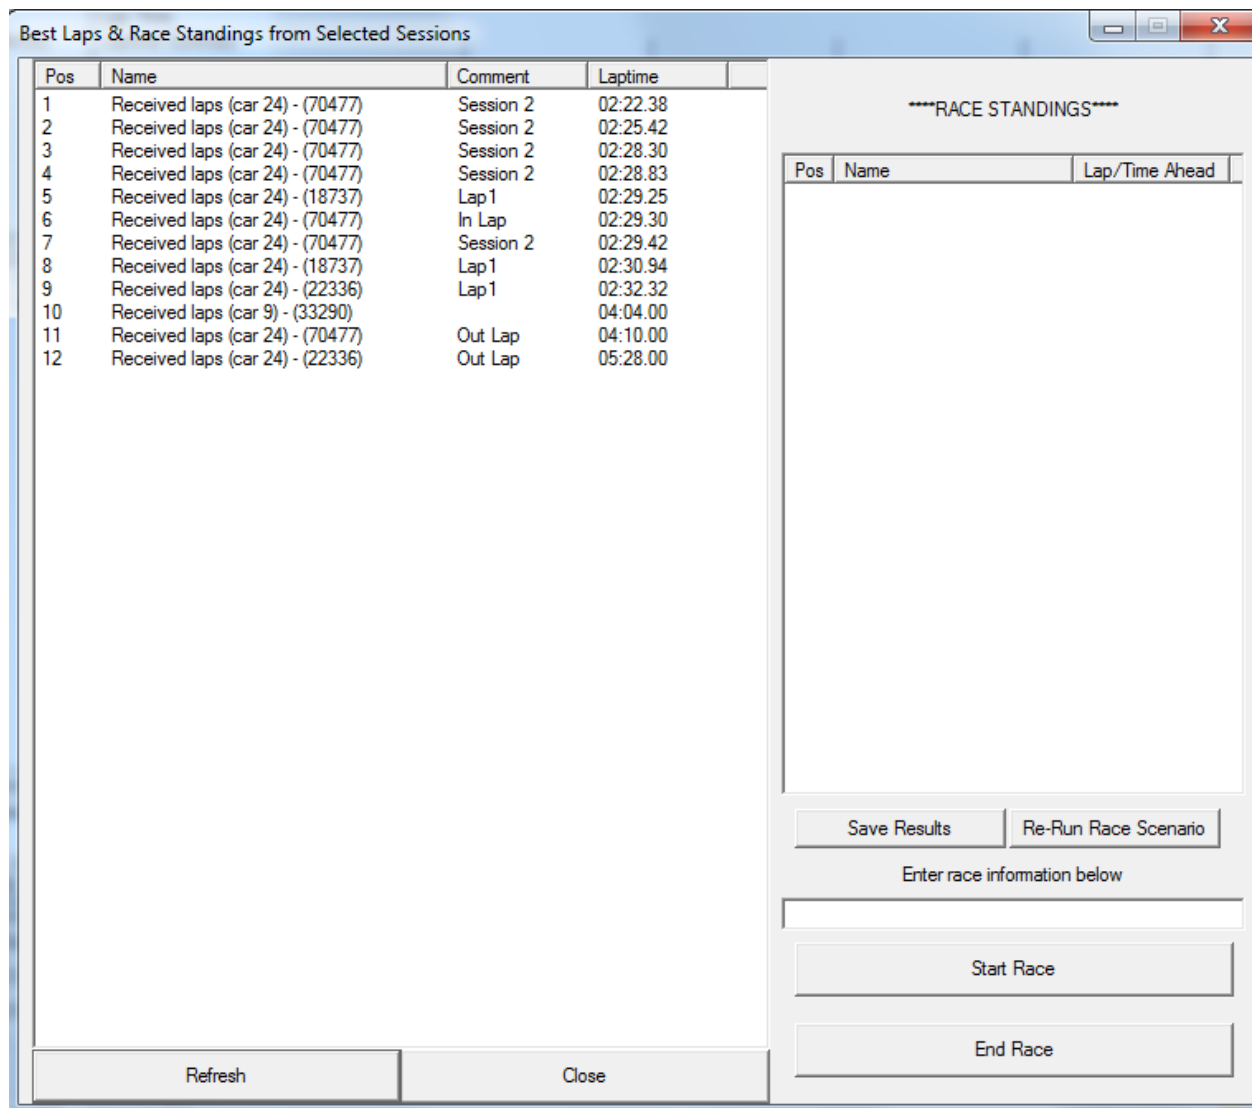 Best Laps & Race Standings from Selected Sessions
Pos Name Comment Laptime
1 Received laps (car 24) - (70477) Session 2 02:22.38
2 Received laps (car 24) - (70477) Session 2 02:25.42
3 Received laps (car 24) - (70477) Session 2 02:28.30
4 Received laps (car 24) - (70477) Session 2 02:28.83
5 Received laps (car 24) - (18737) Lap1 02:29.25
6 Received laps (car 24) - (70477) In Lap 02:29.30
7 Received laps (car 24) - (70477) Session 2 02:29.42
8 Received laps (car 24) - (18737) Lap1 02:30.94
9 Received laps (car 24) - (22336) Lap1 02:32.32
10 Received laps (car 9) - (33290) 04:04.00
11 Received laps (car 24) - (70477) Out Lap 04:10.00
12 Received laps (car 24) - (22336) Out Lap 05:28.00
Refresh Close
****RACE STANDINGS****
Pos Name Lap/Time Ahead
Save Results Re-Run Race Scenario
Enter race information below
Start Race
End Race